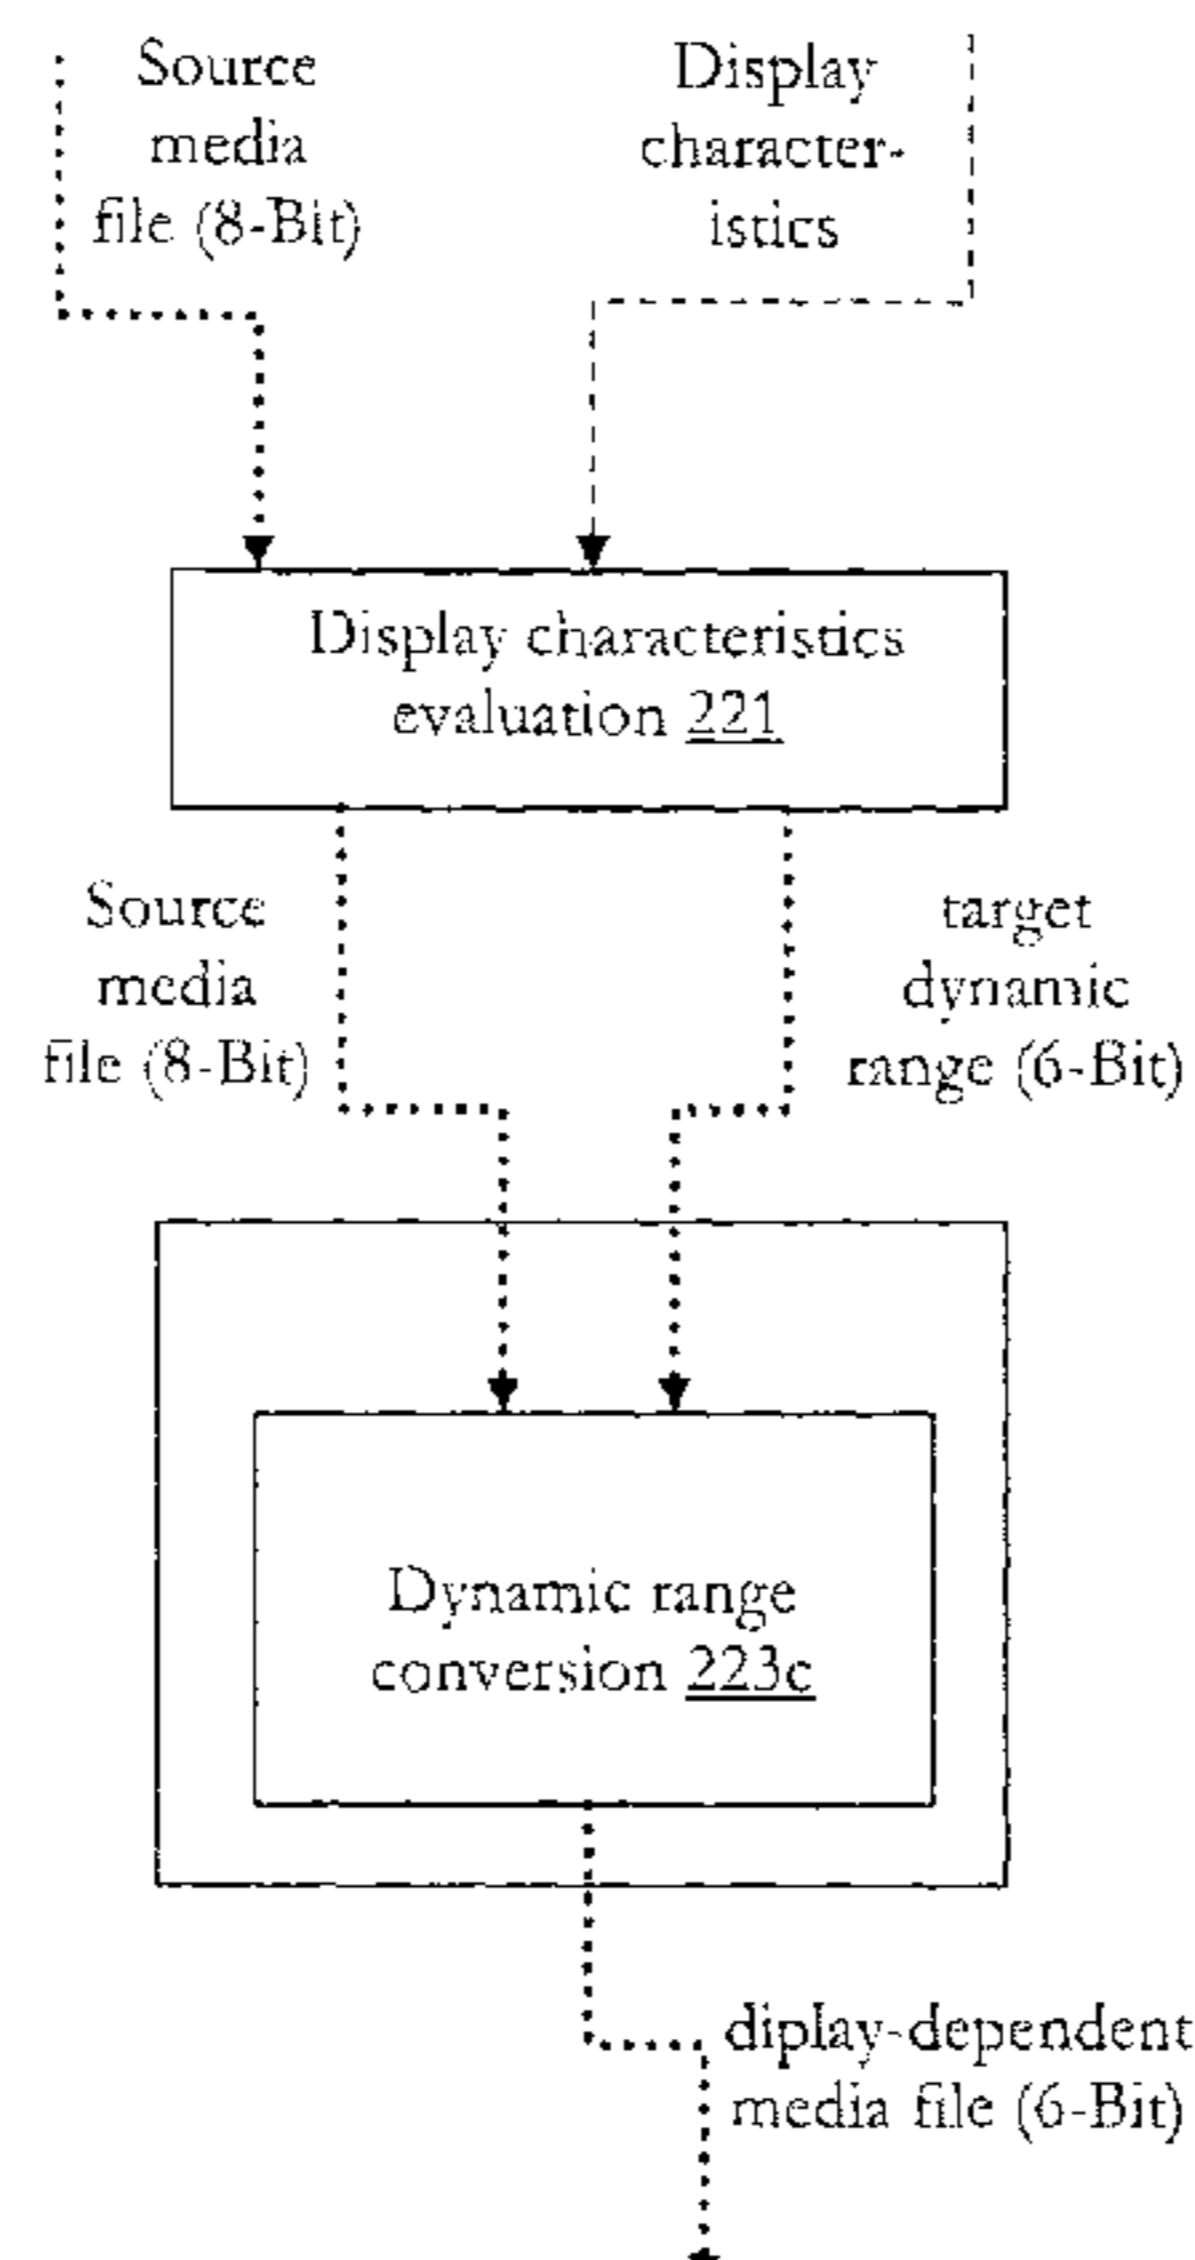 Source
media
file (8-Bit)
Display
character-
istics
Display characteristics
evaluation 221
Source
media
file (8-Bit)
target
dynamic
range (6-Bit)
Dynamic range
conversion 223c
diplay-dependent
media file (6-Bit)